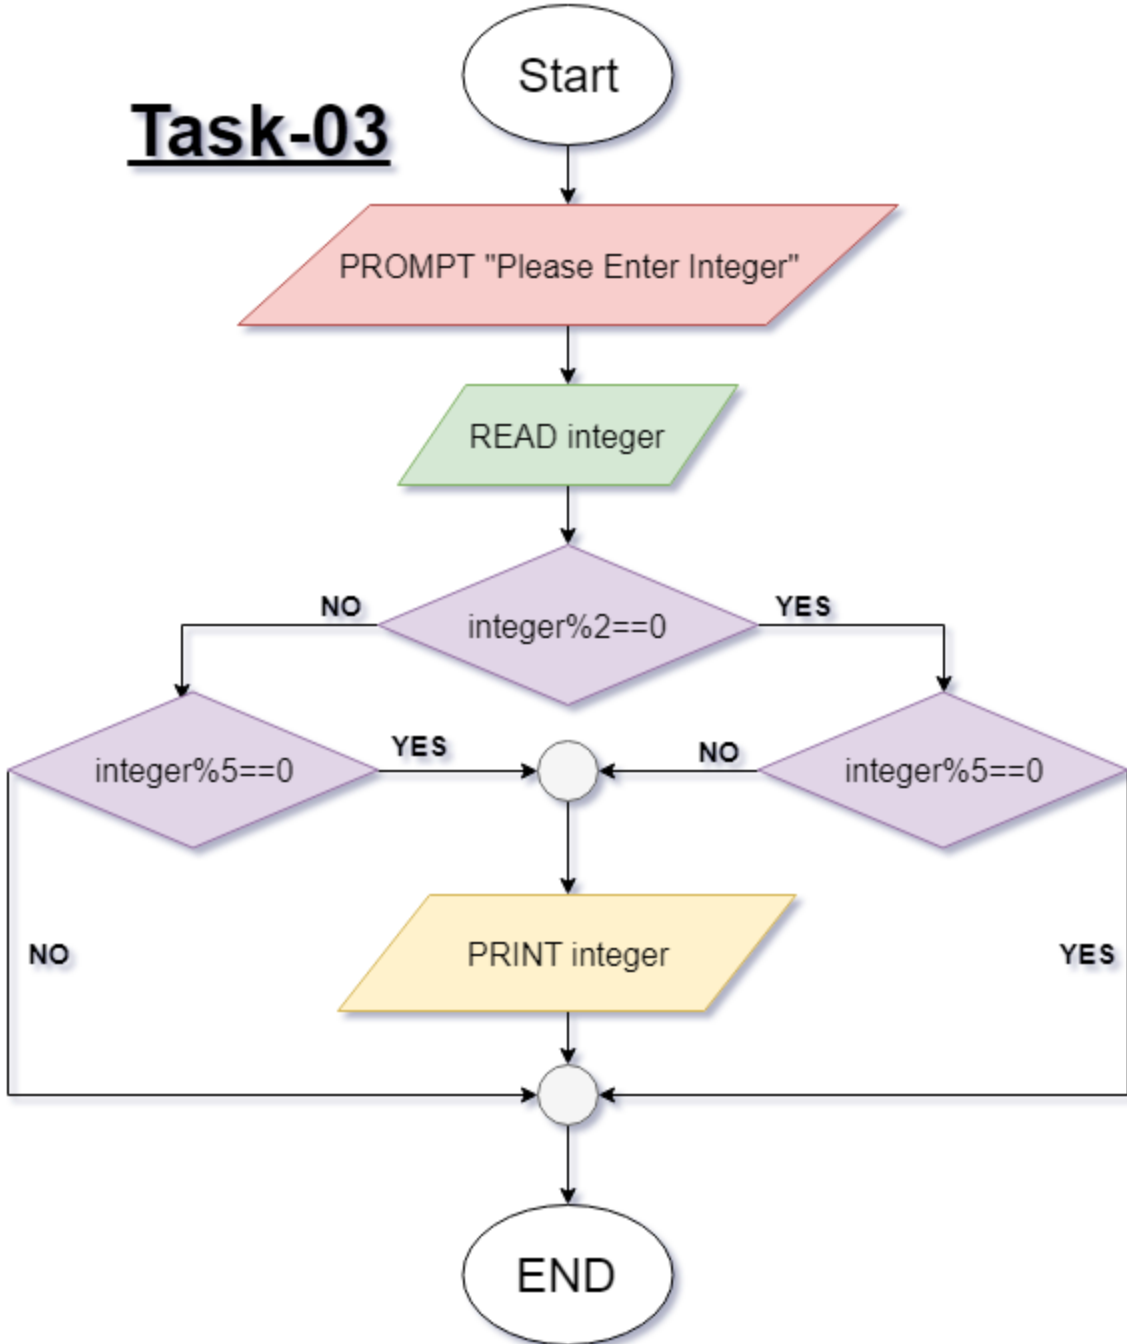 Start
Task-03
PROMPT "Please Enter Integer"
READ integer
NO
YES
integer%2==0
YES
NO
integer%5==0
integer%5==0
NO
PRINT integer
YES
END